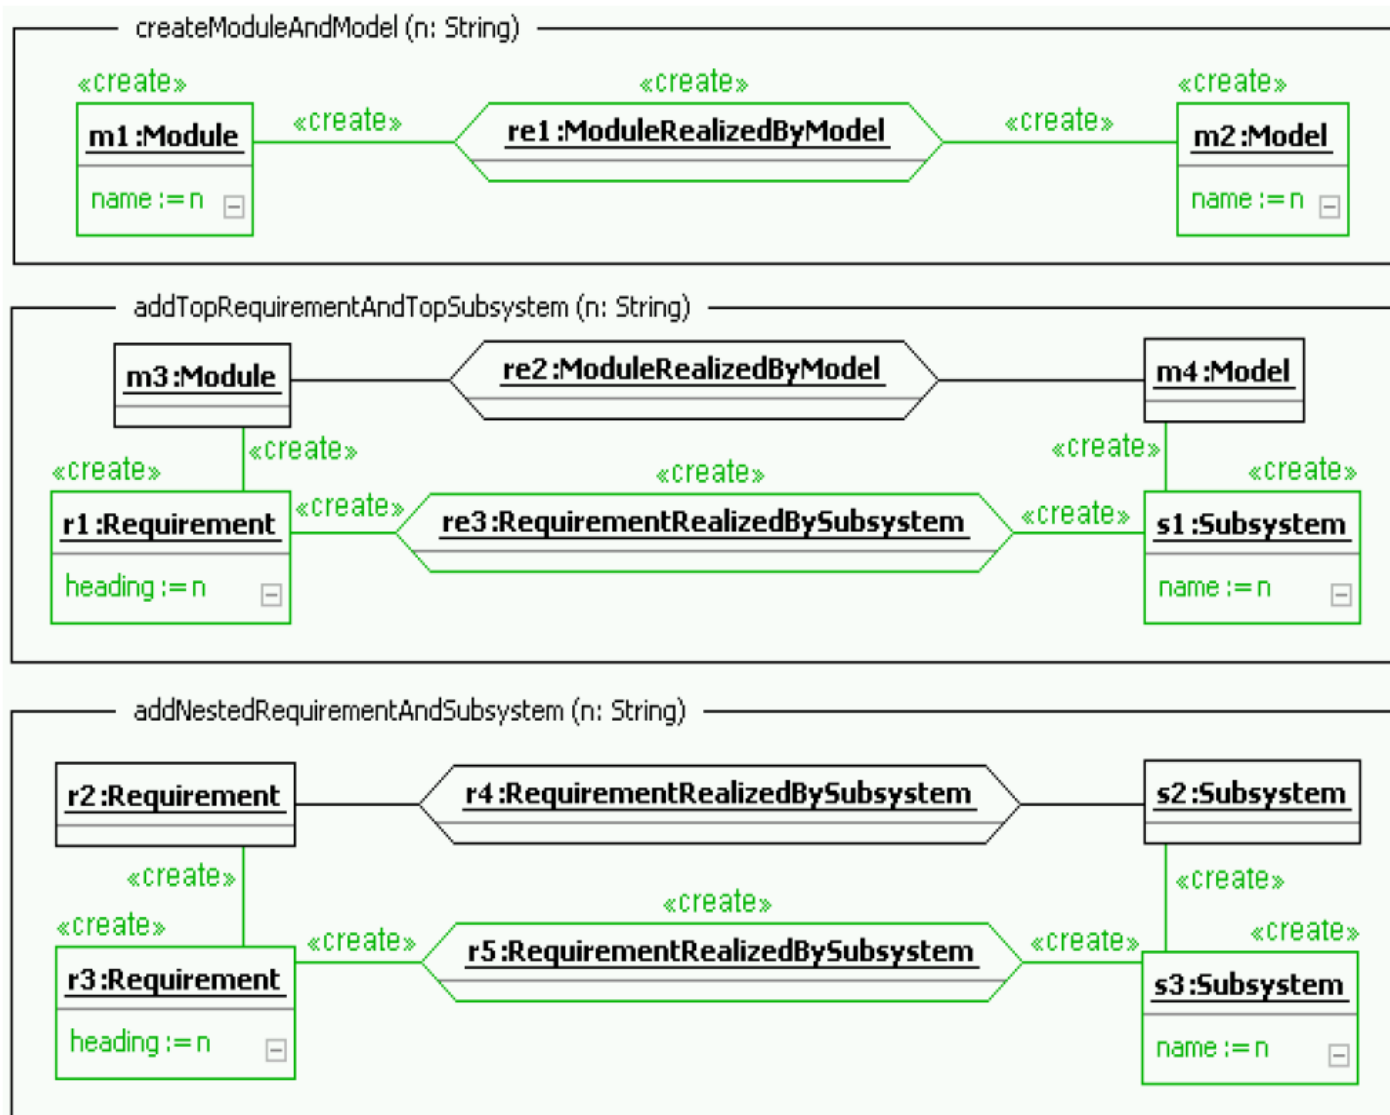 createModuleAndModel (n: String)
«create» «create» «create»
m1:Module «create» re1:ModuleRealizedByModel «create» m2:Model
name := n name := n
addTopRequirementAndTopSubsystem (n: String)
m3:Module re2:ModuleRealizedByModel m4:Model
«create» «create»
«create» «create» «create»
r1:Requirement «create» re3:RequirementRealizedBySubsystem «create» s1:Subsystem
heading := n name := n
addNestedRequirementAndSubsystem (n: String)
r2:Requirement r4:RequirementRealizedBySubsystem s2:Subsystem
«create» «create»
«create» «create» «create»
r3:Requirement «create» r5:RequirementRealizedBySubsystem «create» s3:Subsystem
heading := n name := n